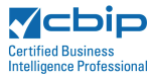 cbip
Certified Business
Intelligence Professional